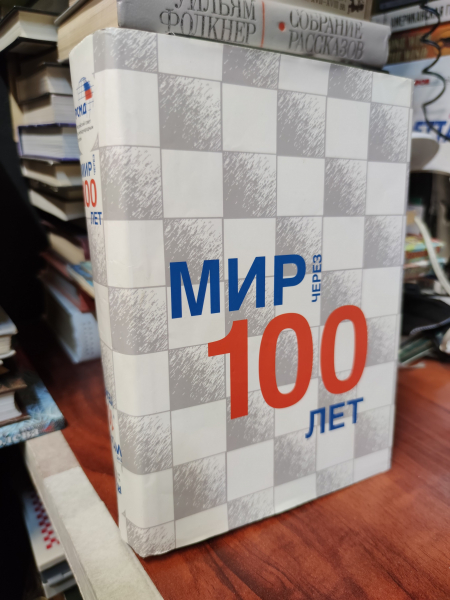 УИЛЬЯМ
ФОЛКНЕР
СОБРАНИЕ
РАССКАЗОВ
МИР
ЧЕРЕЗ
100
ЛЕТ
МИР
100
ЛЕТ